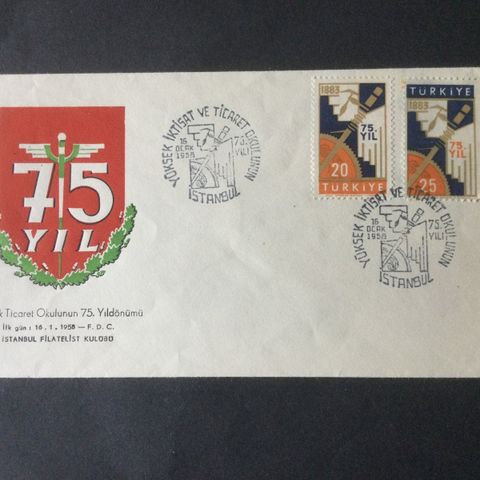 75
YIL
k Ticaret Okulunun 75. Yıldönümü
İlk gün : 16.1.1958 — F. D. C.
İSTANBUL FİLATELİST KULÜBÜ
YÜKSEK İKTİSAT VE TİCARET OKULUNUN
16
OCAK
1958
75.
YILI
İSTANBUL
1883
75.
YIL
20
TÜRKİYE
TÜRKİYE
1883
75.
YIL
25
YÜKSEK İKTİSAT VE TİCARET OKULUNUN
16
OCAK
1958
75.
YILI
İSTANBUL